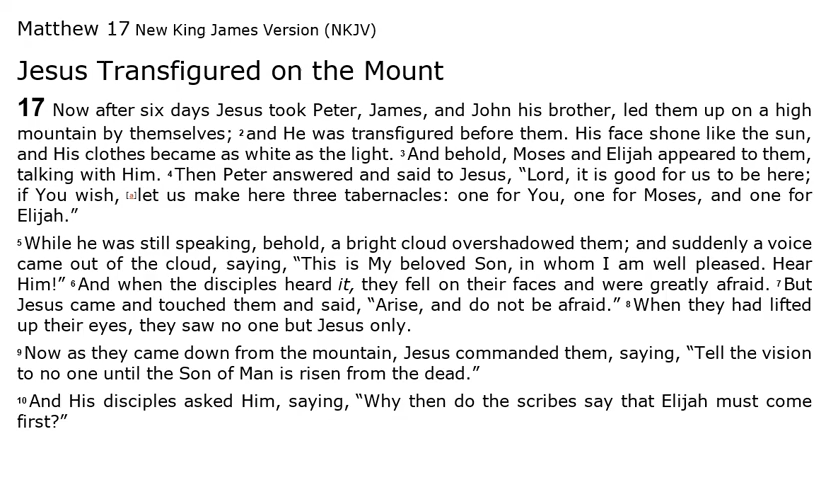 Matthew 17 New King James Version (NKJV)
Jesus Transfigured on the Mount
17 Now after six days Jesus took Peter, James, and John his brother, led them up on a high
mountain by themselves; 2 and He was transfigured before them. His face shone like the sun,
and His clothes became as white as the light. 3 And behold, Moses and Elijah appeared to them,
talking with Him. 4 Then Peter answered and said to Jesus, “Lord, it is good for us to be here;
if You wish, [a]let us make here three tabernacles: one for You, one for Moses, and one for
Elijah.”
5 While he was still speaking, behold, a bright cloud overshadowed them; and suddenly a voice
came out of the cloud, saying, “This is My beloved Son, in whom I am well pleased. Hear
Him!” 6 And when the disciples heard it, they fell on their faces and were greatly afraid. 7 But
Jesus came and touched them and said, “Arise, and do not be afraid.” 8 When they had lifted
up their eyes, they saw no one but Jesus only.
9 Now as they came down from the mountain, Jesus commanded them, saying, “Tell the vision
to no one until the Son of Man is risen from the dead.”
10 And His disciples asked Him, saying, “Why then do the scribes say that Elijah must come
first?”